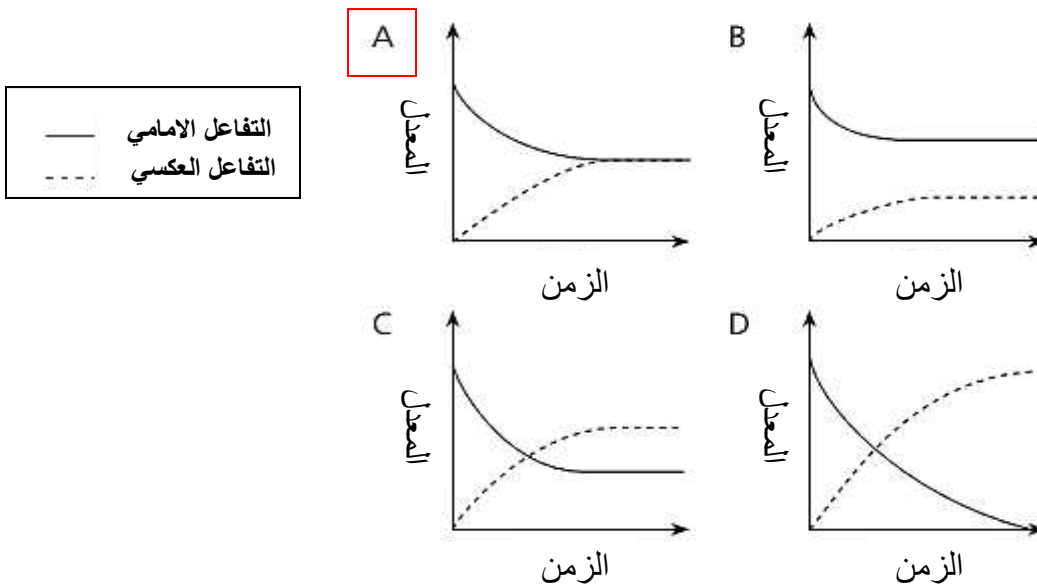 A
B
المعدل
المعدل
التفاعل الامامي
التفاعل العكسي
الزمن
الزمن
C
D
المعدل
المعدل
الزمن
الزمن